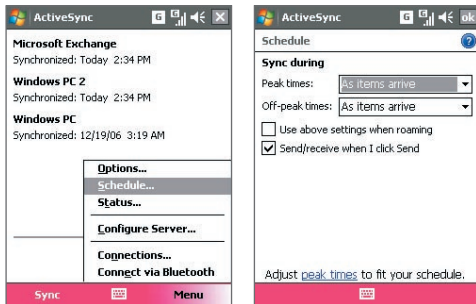 ActiveSync
Microsoft Exchange
Synchronized: Today 2:34 PM
Windows PC 2
Synchronized: Today 2:34 PM
Windows PC
Synchronized: 12/19/06 3:19 AM
Options...
Schedule...
Status...
Configure Server...
Connections...
Connect via Bluetooth
Sync
Menu
ActiveSync
ok
Schedule
Sync during
Peak times: As items arrive
Off-peak times: As items arrive
Use above settings when roaming
Send/receive when I click Send
Adjust peak times to fit your schedule.